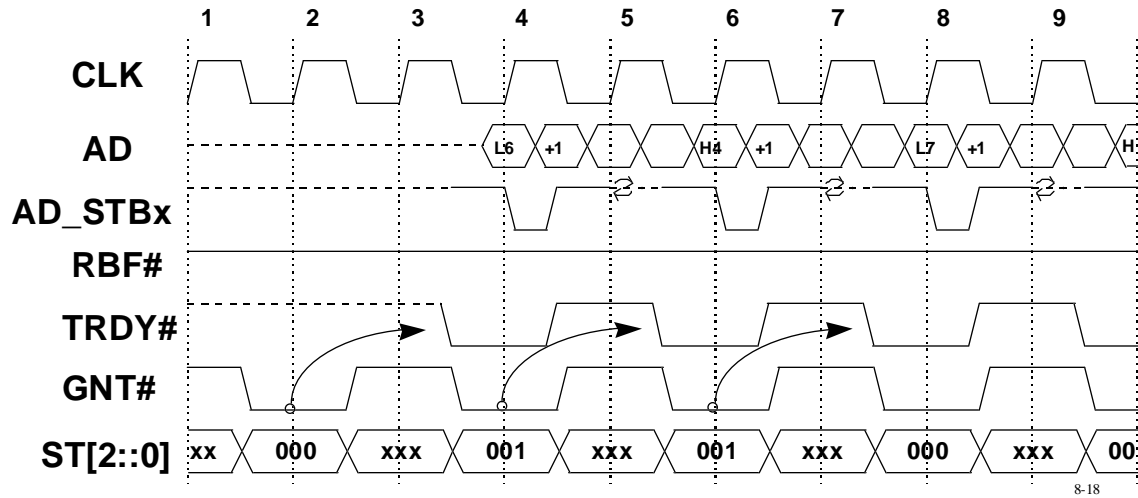 1 2 3 4 5 6 7 8 9
CLK
AD L6 +1 H4 +1 L7 +1 H
AD_STBx
RBF#
TRDY#
GNT#
ST[2::0] xx 000 xxx 001 xxx 001 xxx 000 xxx 00
8-18